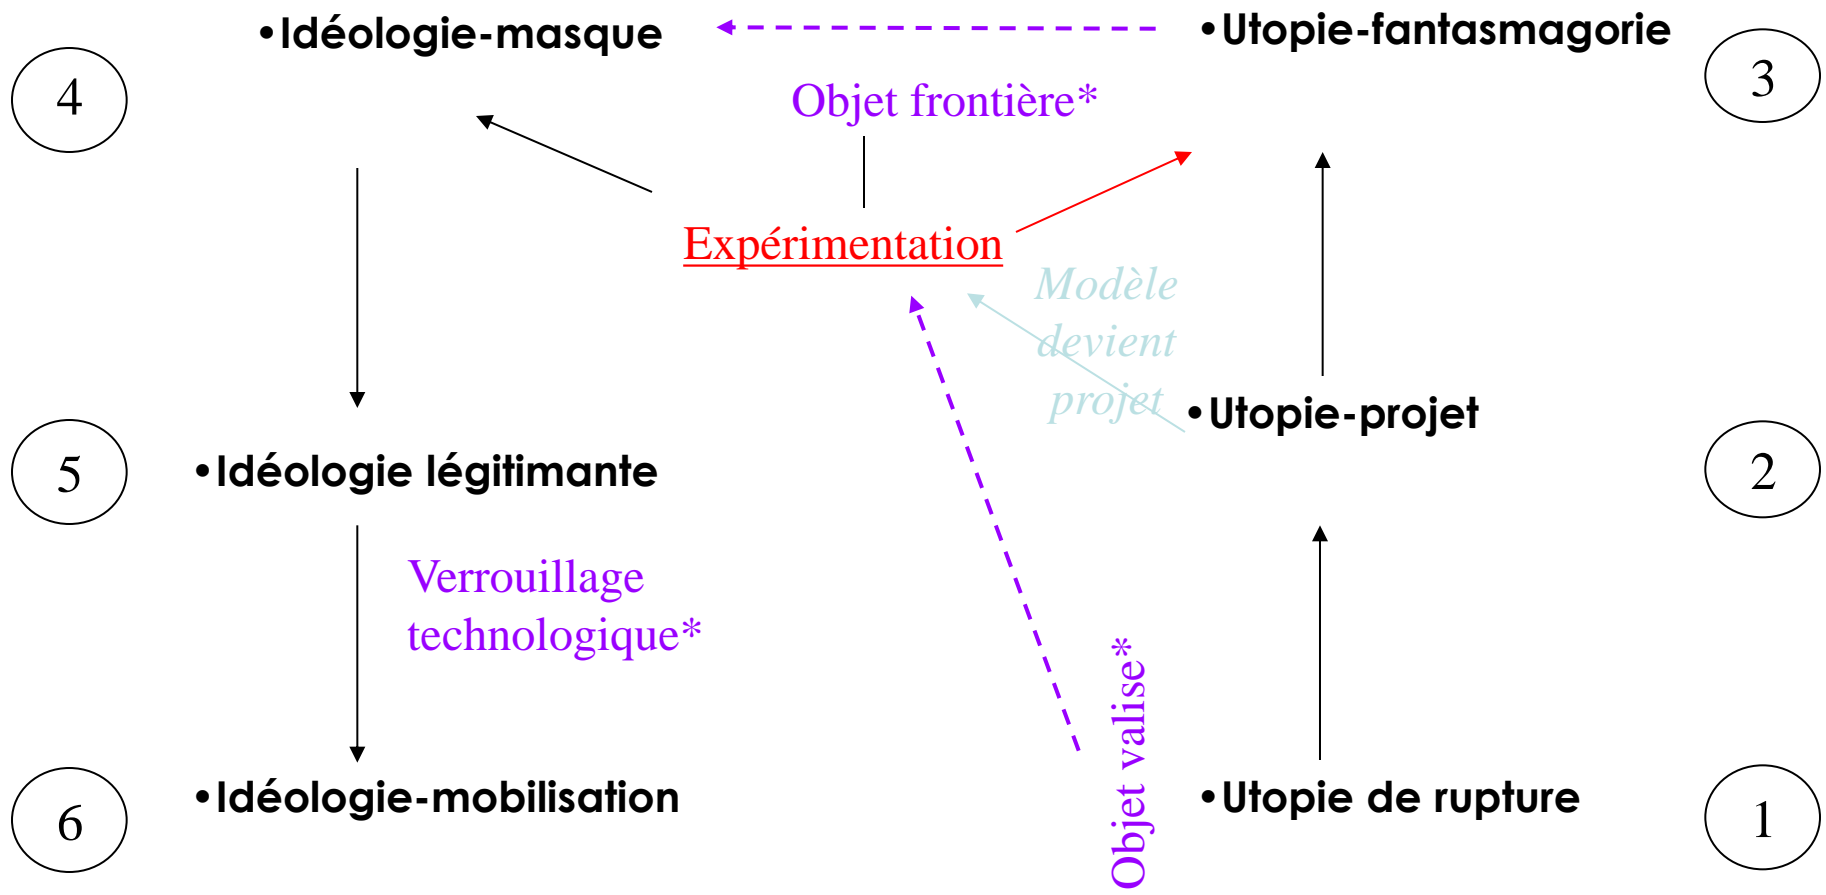 •Idéologie-masque
•Utopie-fantasmagorie
4
3
Objet frontière*
Expérimentation
Modèle
devient
projet
•Utopie-projet
5
•Idéologie légitimante
2
Verrouillage
technologique*
Objet valise*
6
•Idéologie-mobilisation
•Utopie de rupture
1